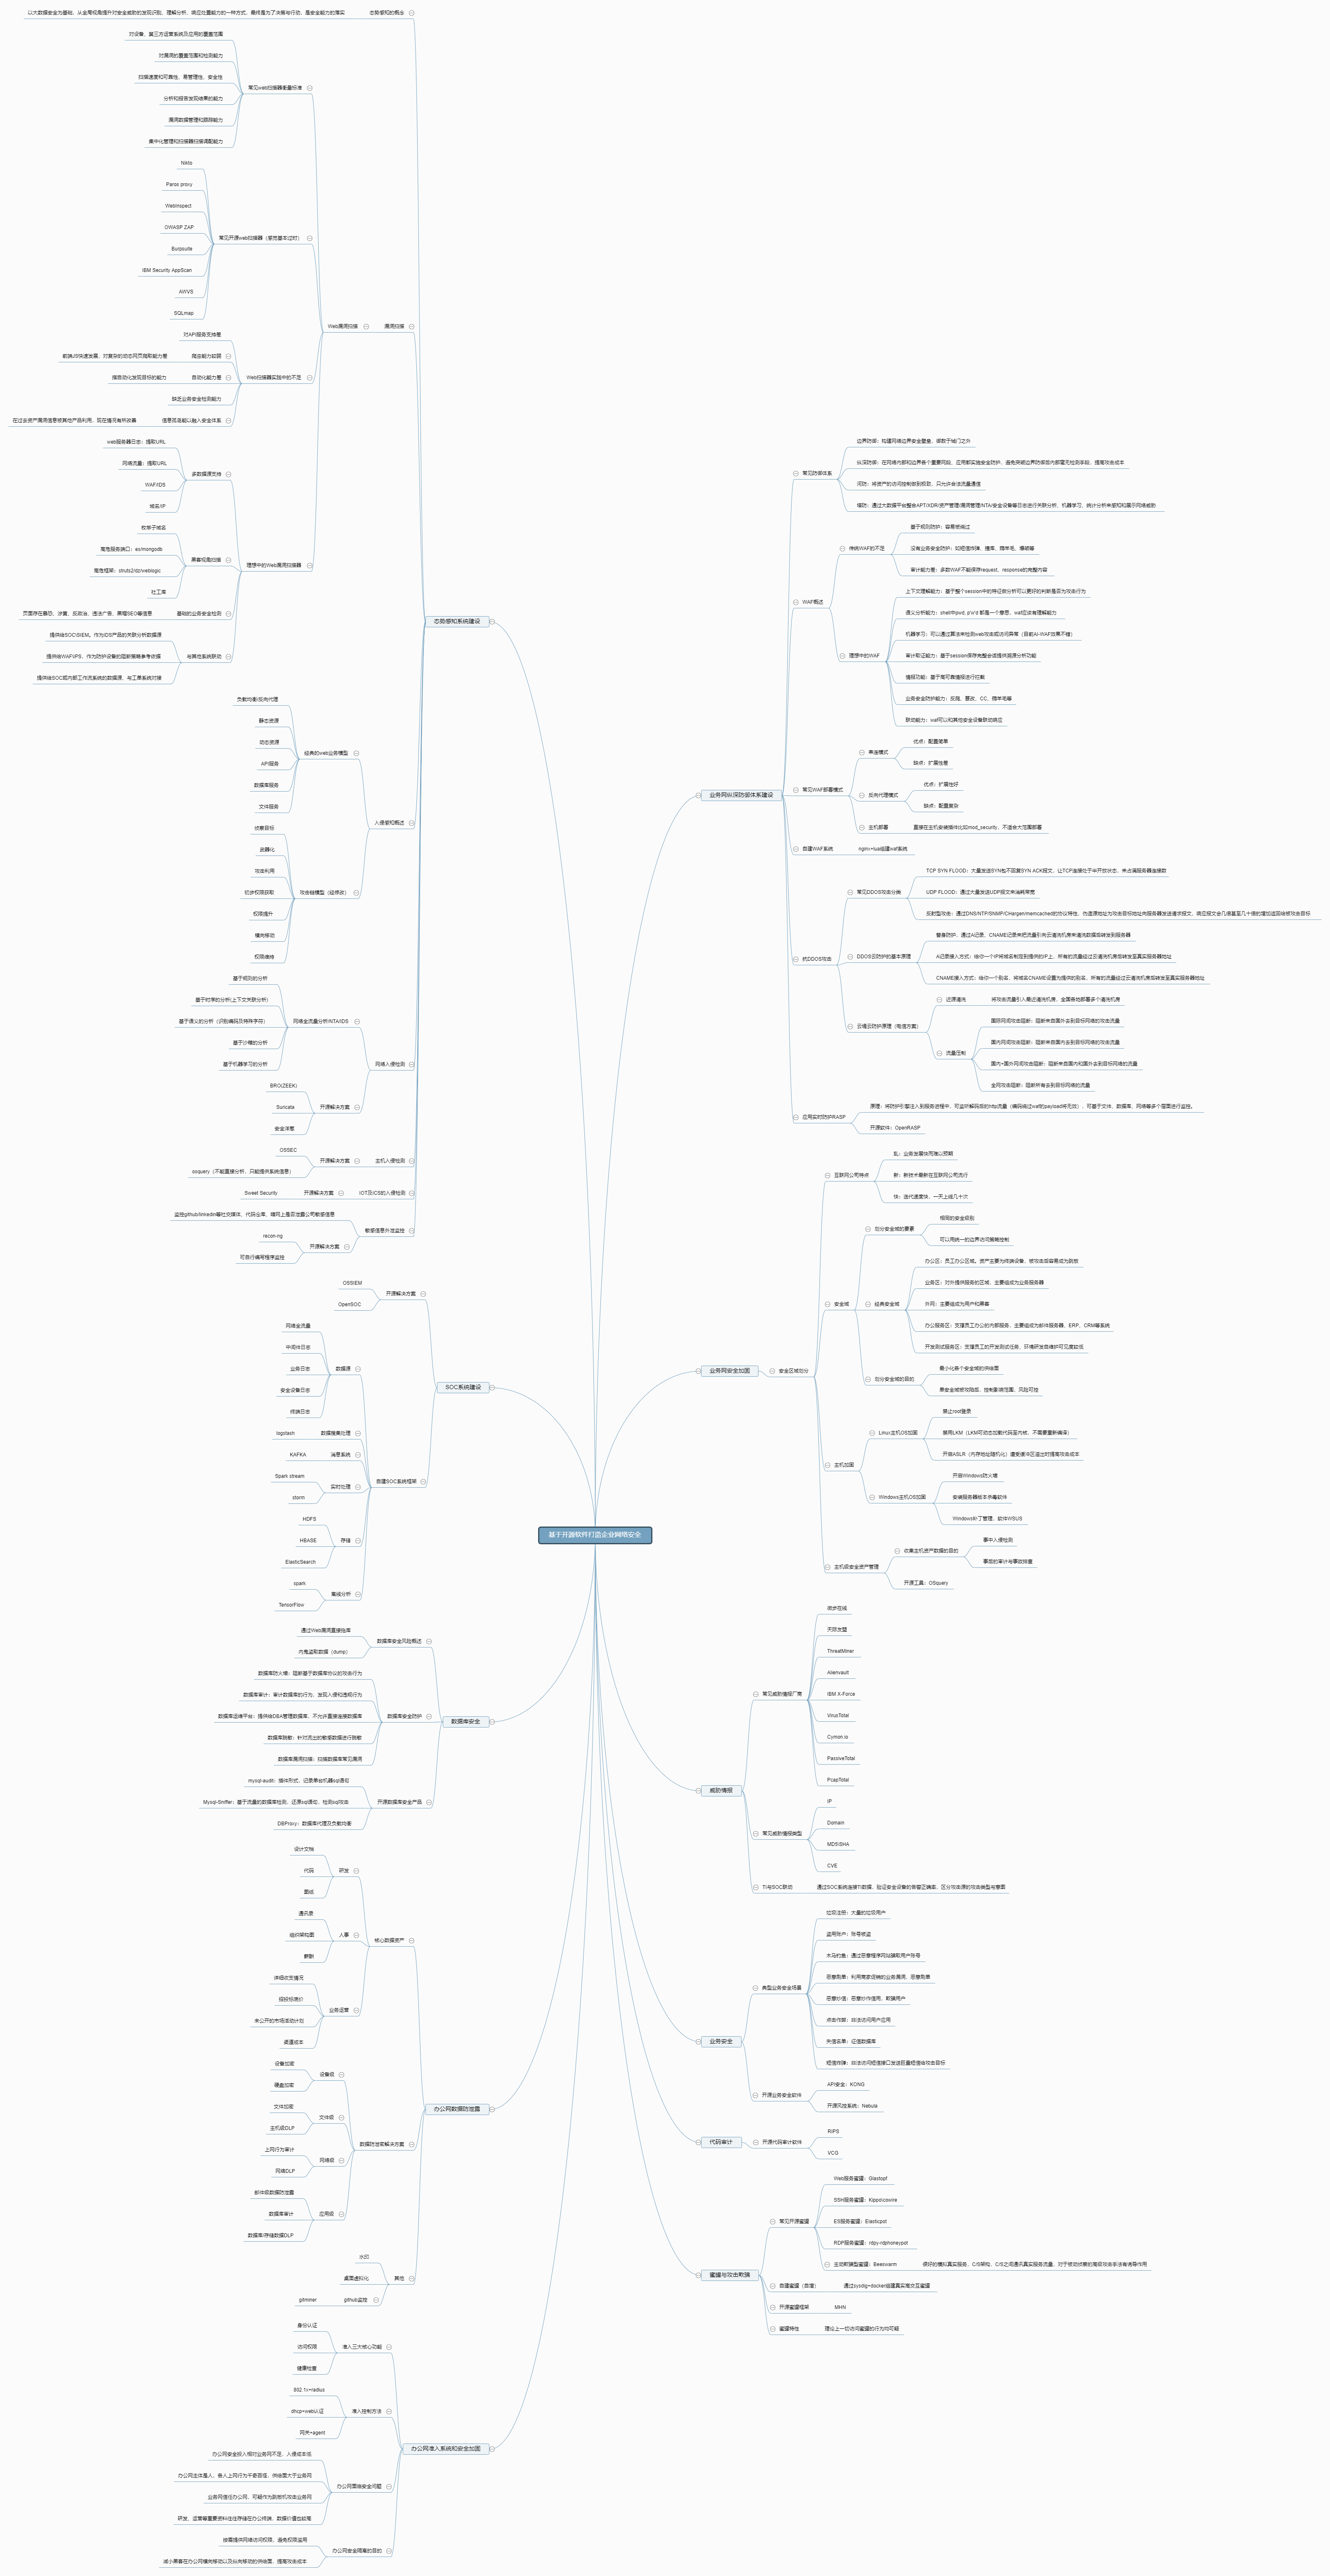 基于开源软件打造企业网络安全
业务网纵深防御体系建设
常见防御体系
边界防御：构建网络边界安全壁垒，御敌于城门之外
纵深防御：在网络内部和边界各个重要网段、应用都实施安全防护，避免突破边界防御后内部毫无检测手段，提高攻击成本
河防：将资产的访问控制做到极致，只允许合法流量通信
塔防：通过大数据平台整合APT/XDR/资产管理/漏洞管理/NTA/安全设备等日志进行关联分析、机器学习、统计分析来感知和展示网络威胁
WAF概述
传统WAF的不足
基于规则防护：容易被绕过
没有业务安全防护：如短信炸弹、撞库、薅羊毛、爆破等
审计能力差：多数WAF不能保存request、response的完整内容
理想中的WAF
上下文理解能力：基于整个session中的特征做分析可以更好的判断是否为攻击行为
语义分析能力：shell中pwd, p'w'd 都是一个意思，waf应该有理解能力
机器学习：可以通过算法来检测web攻击或访问异常（目前AI-WAF效果不错）
审计取证能力：基于session保存完整会话提供溯源分析功能
情报功能：基于高可靠情报进行拦截
业务安全防护能力：反爬、篡改、CC、薅羊毛等
联动能力：waf可以和其他安全设备联动响应
常见WAF部署模式
串连模式
优点：配置简单
缺点：扩展性差
反向代理模式
优点：扩展性好
缺点：配置复杂
主机部署
直接在主机安装插件比如mod_security，不适合大范围部署
自建WAF系统
nginx+lua组建waf系统
抗DDOS攻击
常见DDOS攻击分类
TCP SYN FLOOD：大量发送SYN包不回复SYN ACK报文，让TCP连接处于半开放状态，来占满服务器连接数
UDP FLOOD：通过大量发送UDP报文来消耗带宽
反射型攻击：通过DNS/NTP/SNMP/CHargen/memcached的协议特性，伪造源地址为攻击目标地址向服务器发送请求报文，响应报文会几倍甚至几十倍的增加返回给被攻击目标
DDOS云防护的基本原理
替身防护，通过A记录、CNAME记录来把流量引向云清洗机房来清洗数据后转发到服务器
A记录接入方式：给你一个IP将域名制定到提供的IP上，所有的流量经过云清洗机房后转发至真实服务器地址
CNAME接入方式：给你一个别名，将域名CNAME设置为提供的别名，所有的流量经过云清洗机房后转发至真实服务器地址
云堤云防护原理（电信方案）
近源清洗
将攻击流量引入最近清洗机房，全国各地部署多个清洗机房
流量压制
国际网间攻击阻断：阻断来自国外去到目标网络的攻击流量
国内网间攻击阻断：阻断来自国内去到目标网络的攻击流量
国内+国外网间攻击阻断：阻断来自国内和国外去到目标网络的流量
全网攻击阻断：阻断所有去到目标网络的流量
应用实时防护RASP
原理：将防护引擎注入到服务进程中，可监听解码后的http流量（编码绕过waf的payload将无效），可基于文件、数据库、网络等多个层面进行监控。
开源软件：OpenRASP
业务网安全加固
安全区域划分
互联网公司特点
乱：业务发展快而难以预期
新：新技术最新在互联网公司流行
快：迭代速度快，一天上线几十次
安全域
划分安全域的要素
相同的安全级别
可以用统一的边界访问策略控制
经典安全域
办公区：员工办公区域，资产主要为终端设备，被攻击后容易成为跳板
业务区：对外提供服务的区域，主要组成为业务服务器
外网：主要组成为用户和黑客
办公服务区：支撑员工办公的内部服务，主要组成为邮件服务器、ERP、CRM等系统
开发测试服务区：支撑员工的开发测试任务，环境研发自维护可见度较低
划分安全域的目的
最小化各个安全域的供给面
单安全域被攻陷后，控制影响范围，风险可控
主机加固
Linux主机OS加固
禁止root登录
禁用LKM（LKM可动态加载代码至内核，不需要重新编译）
开启ASLR（内存地址随机化）遭受缓冲区溢出时提高攻击成本
Windows主机OS加固
开启Windows防火墙
安装服务器版本杀毒软件
Windows补丁管理，软件WSUS
主机级安全资产管理
收集主机资产数据的目的
事中入侵检测
事后的审计与事故排查
开源工具：OSquery
威胁情报
常见威胁情报厂商
微步在线
天际友盟
ThreatMiner
Alienvault
IBM X-Force
VirusTotal
Cymon.io
PassiveTotal
PcapTotal
常见威胁情报类型
IP
Domain
MD5\SHA
CVE
TI与SOC联动
通过SOC系统连接TI数据，验证安全设备的告警正确率、区分攻击源的攻击类型与意图
业务安全
典型业务安全场景
垃圾注册：大量的垃圾用户
盗用账户：账号被盗
木马钓鱼：通过恶意程序网站骗取用户账号
恶意刷单：利用商家促销的业务漏洞，恶意刷单
恶意炒信：恶意炒作信用，欺骗用户
点击作弊：非法访问用户应用
失信名单：征信数据库
短信炸弹：非法访问短信接口发送巨量短信给攻击目标
开源业务安全软件
API安全：KONG
开源风控系统：Nebula
代码审计
开源代码审计软件
RIPS
VCG
蜜罐与攻击欺骗
常见开源蜜罐
Web服务蜜罐：Glastopf
SSH服务蜜罐：Kippo\cowire
ES服务蜜罐：Elasticpot
RDP服务蜜罐：rdpy-rdphoneypot
主动欺骗型蜜罐：Beeswarm
很好的模拟真实服务，C/S架构，C/S之间通讯真实服务流量，对于被动侦察的高级攻击手法有诱导作用
自建蜜罐（自建）
通过sysdig+docker组建真实高交互蜜罐
开源蜜罐框架
MHN
蜜罐特性
理论上一切访问蜜罐的行为均可疑
态势感知系统建设
态势感知的概念
以大数据安全为基础，从全局视角提升对安全威胁的发现识别、理解分析、响应处置能力的一种方式，最终是为了决策与行动，是安全能力的落实
漏洞扫描
Web漏洞扫描
常见web扫描器衡量标准
对设备、第三方运营系统及应用的覆盖范围
对漏洞的覆盖范围和检测能力
扫描速度和可靠性、易管理性、安全性
分析和报告发现结果的能力
漏洞数据管理和跟踪能力
集中化管理和扫描器扫描调配能力
常见开源web扫描器（感觉基本过时）
Nikto
Paros proxy
WebInspect
OWASP ZAP
Burpsuite
IBM Security AppScan
AWVS
SQLmap
Web扫描器实践中的不足
对API服务支持差
爬虫能力较弱
前端JS快速发展，对复杂的动态网页爬取能力差
自动化能力差
指自动化发现目标的能力
缺乏业务安全检测能力
信息孤岛难以融入安全体系
在过去资产漏洞信息被其他产品利用，现在情况有所改善
理想中的Web漏洞扫描器
多数据源支持
web服务器日志：提取URL
网络流量：提取URL
WAF/IDS
域名/IP
黑客视角扫描
枚举子域名
高危服务端口：es/mongodb
高危框架：struts2/dz/weblogic
社工库
基础的业务安全检测
页面存在暴恐、涉黄、反政治、违法广告、黑帽SEO等信息
与其他系统联动
提供给SOC\SIEM，作为IDS产品的关联分析数据源
提供给WAF\IPS，作为防护设备的阻断策略参考依据
提供给SOC或内部工作流系统的数据源，与工单系统对接
入侵感知概述
经典的web业务模型
负载均衡/反向代理
静态资源
动态资源
API服务
数据库服务
文件服务
攻击链模型（经修改）
侦察目标
武器化
攻击利用
初步权限获取
权限提升
横向移动
权限维持
网络入侵检测
网络全流量分析/NTA/IDS
基于规则的分析
基于时序的分析(上下文关联分析)
基于语义的分析（识别编码及特殊字符）
基于沙箱的分析
基于机器学习的分析
开源解决方案
BRO(ZEEK)
Suricata
安全洋葱
主机入侵检测
开源解决方案
OSSEC
osquery（不能直接分析，只能提供系统信息）
IOT及ICS的入侵检测
开源解决方案
Sweet Security
敏感信息外泄监控
监控github/linkedin等社交媒体、代码仓库、暗网上是否泄露公司敏感信息
开源解决方案
recon-ng
可自行编写程序监控
SOC系统建设
开源解决方案
OSSIEM
OpenSOC
自建SOC系统框架
数据源
网络全流量
中间件日志
业务日志
安全设备日志
终端日志
数据搜集处理
logstash
消息系统
KAFKA
实时处理
Spark stream
storm
存储
HDFS
HBASE
ElasticSearch
离线分析
spark
TensorFlow
数据库安全
数据库安全风险概述
通过Web漏洞直接拖库
内鬼盗取数据（dump）
数据库安全防护
数据库防火墙：阻断基于数据库协议的攻击行为
数据库审计：审计数据库的行为，发现入侵和违规行为
数据库运维平台：提供给DBA管理数据库，不允许直接连接数据库
数据库脱敏：针对流出的敏感数据进行脱敏
数据库漏洞扫描：扫描数据库常见漏洞
开源数据库安全产品
mysql-audit：插件形式，记录单台机器sql语句
Mysql-Sniffer：基于流量的数据库检测，还原sql语句，检测sql攻击
DBProxy：数据库代理及负载均衡
办公网数据防泄露
核心数据资产
研发
设计文档
代码
图纸
人事
通讯录
组织架构图
薪酬
业务运营
详细收支情况
招投标底价
未公开的市场活动计划
渠道成本
数据防泄密解决方案
设备级
设备加密
硬盘加密
文件级
文件加密
主机级DLP
网络级
上网行为审计
网络DLP
应用级
邮件级数据防泄露
数据库审计
数据库/存储数据DLP
其他
水印
桌面虚拟化
github监控
gitminer
办公网准入系统和安全加固
准入三大核心功能
身份认证
访问权限
健康检查
准入控制方法
802.1x+radius
dhcp+web认证
网关+agent
办公网面临安全问题
办公网安全投入相对业务网不足，入侵成本低
办公网主体是人，各人上网行为千奇百怪，供给面大于业务网
业务网信任办公网，可疑作为跳板机攻击业务网
研发、运营等重要资料往往存储在办公终端，数据价值也较高
办公安全隔离的目的
按需提供网络访问权限，避免权限滥用
减小黑客在办公网横向移动以及纵向移动的供给面，提高攻击成本